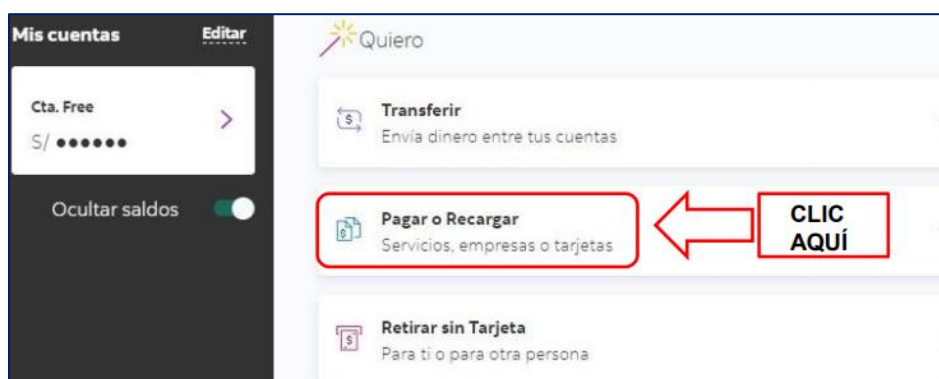 Mis cuentas
Editar
Cta. Free
S/ ●●●●●●
Ocultar saldos
Quiero
Transferir
Envía dinero entre tus cuentas
Pagar o Recargar
Servicios, empresas o tarjetas
CLIC
AQUÍ
Retirar sin Tarjeta
Para ti o para otra persona